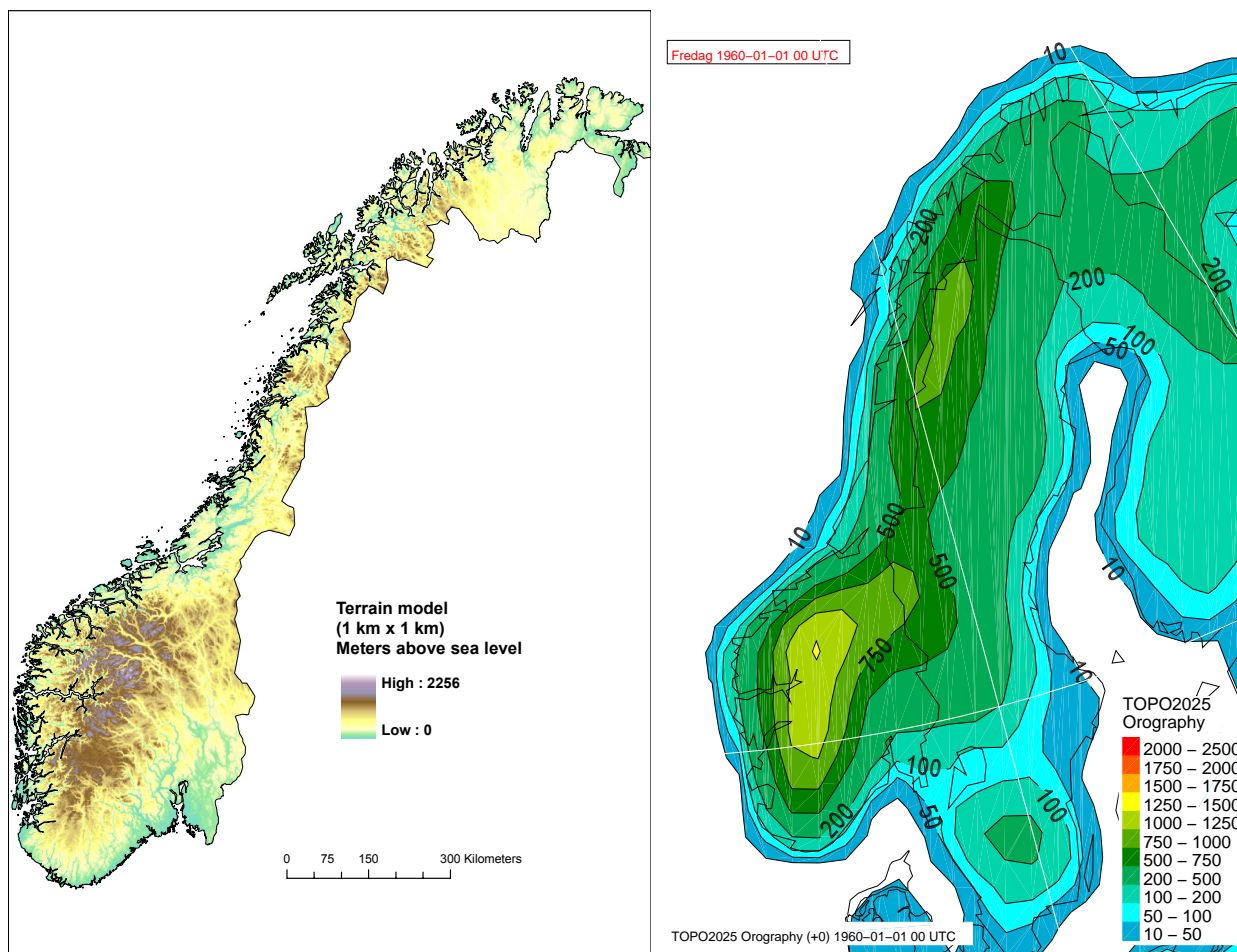 Terrain model
(1 km x 1 km)
Meters above sea level
High : 2256
Low : 0
0 75 150 300 Kilometers
Fredag 1960−01−01 00 UTC
10
200
200
200
100
50
10
500
500
10
750
10
100
200
50
100
TOPO2025
Orography
2000 − 2500
1750 − 2000
1500 − 1750
1250 − 1500
1000 − 1250
750 − 1000
500 − 750
200 − 500
100 − 200
50 − 100
10 − 50
TOPO2025 Orography (+0) 1960−01−01 00 UTC